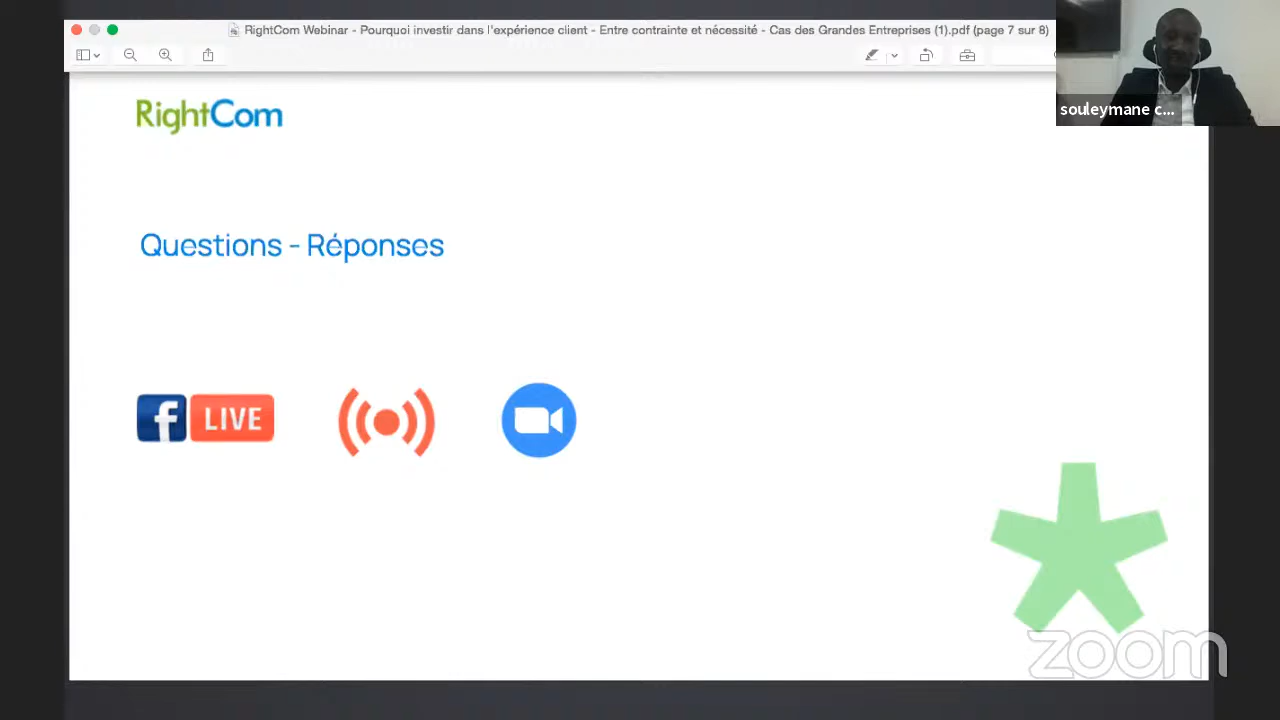 RightCom Webinar - Pourquoi investir dans l'expérience client - Entre contrainte et nécessité - Cas des Grandes Entreprises (1).pdf (page 7 sur 8)
souleymane c...
RightCom
Questions - Réponses
f LIVE
zoom